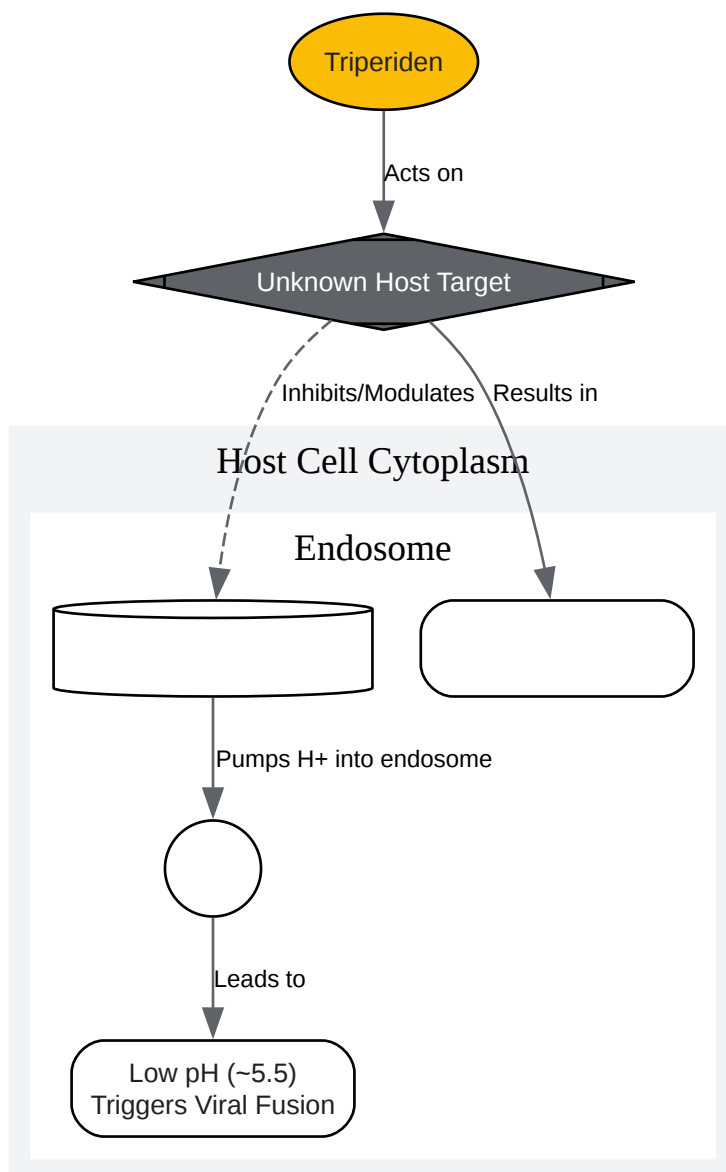 Triperiden
Acts on
Unknown Host Target
Inhibits/Modulates
Results in
Host Cell Cytoplasm
Endosome
Pumps H+ into endosome
Leads to
Low pH (~5.5)
Triggers Viral Fusion